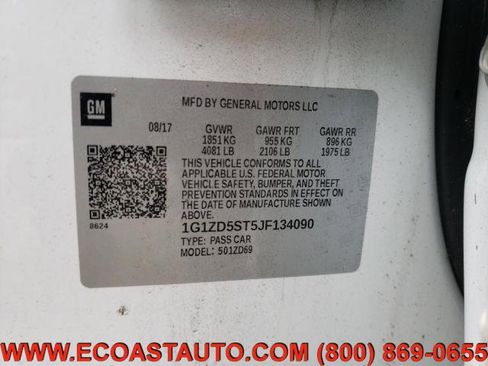 GM
MFD BY GENERAL MOTORS LLC
08/17 GVWR GAWR FRT GAWR RR
1851 KG 955 KG 896 KG
4081 LB 2106 LB 1975 LB
THIS VEHICLE CONFORMS TO ALL
APPLICABLE U.S. FEDERAL MOTOR
VEHICLE SAFETY, BUMPER, AND THEFT
PREVENTION STANDARDS IN EFFECT ON
THE DATE OF MANUFACTURE SHOWN
ABOVE.
8624
1G1ZD5ST5JF134090
TYPE: PASS CAR
MODEL: 501ZD69
WWW.ECOASTAUTO.COM (800) 869-0655